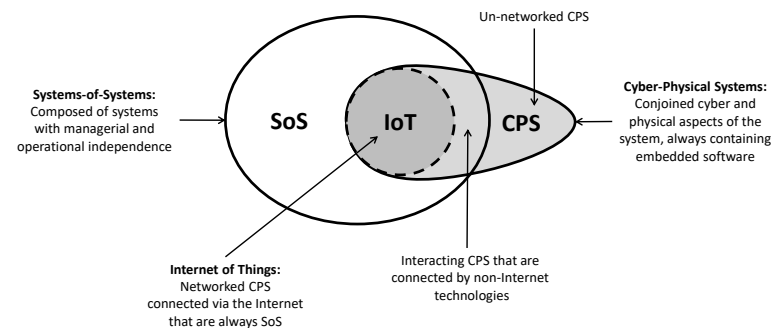 Un-networked CPS
Systems-of-Systems:
Composed of systems
with managerial and
operational independence
SoS
IoT
CPS
Cyber-Physical Systems:
Conjoined cyber and
physical aspects of the
system, always containing
embedded software
Internet of Things:
Networked CPS
connected via the Internet
that are always SoS
Interacting CPS that are
connected by non-Internet
technologies